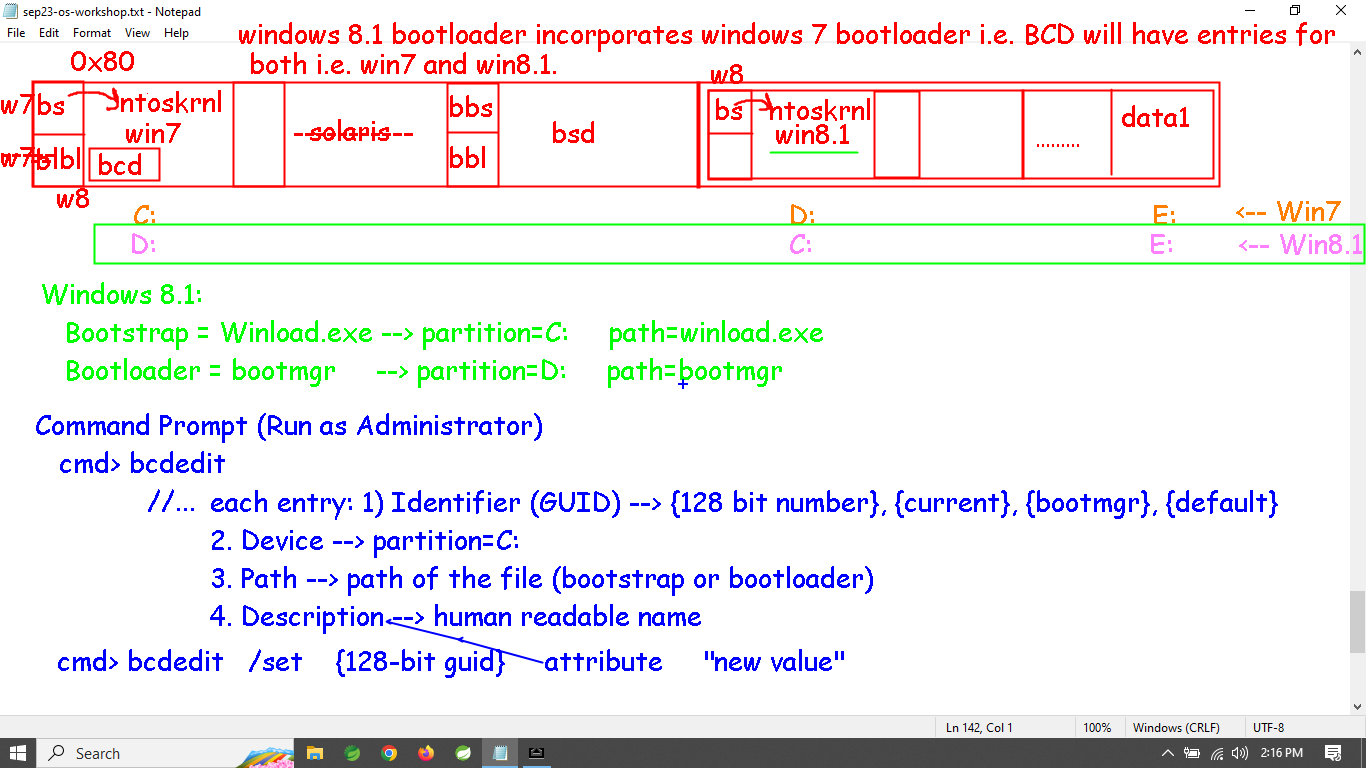 sep23-os-workshop.txt - Notepad
File Edit Format View Help
windows 8.1 bootloader incorporates windows 7 bootloader i.e. BCD will have entries for
both i.e. win7 and win8.1.
0x80
w8
w7 bs ntoskrnl bbs bs ntoskrnl data1
win7 --solaris-- bsd win8.1 .........
w7 blbl bcd bbl
w8
C: D: E: <-- Win7
D: C: E: <-- Win8.1
Windows 8.1:
Bootstrap = Winload.exe --> partition=C: path=winload.exe
Bootloader = bootmgr --> partition=D: path=bootmgr
Command Prompt (Run as Administrator)
cmd> bcdedit
//... each entry: 1) Identifier (GUID) --> {128 bit number}, {current}, {bootmgr}, {default}
2. Device --> partition=C:
3. Path --> path of the file (bootstrap or bootloader)
4. Description --> human readable name
cmd> bcdedit /set {128-bit guid} attribute "new value"
Ln 142, Col 1 100% Windows (CRLF) UTF-8
Search 2:16 PM